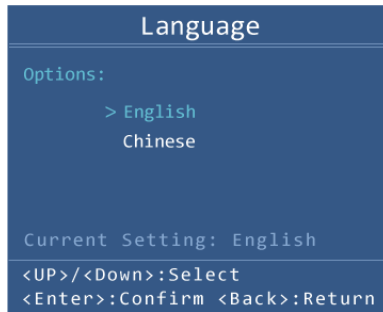 Language
Options:
> English
Chinese
Current Setting: English
<UP>/<Down>:Select
<Enter>:Confirm <Back>:Return